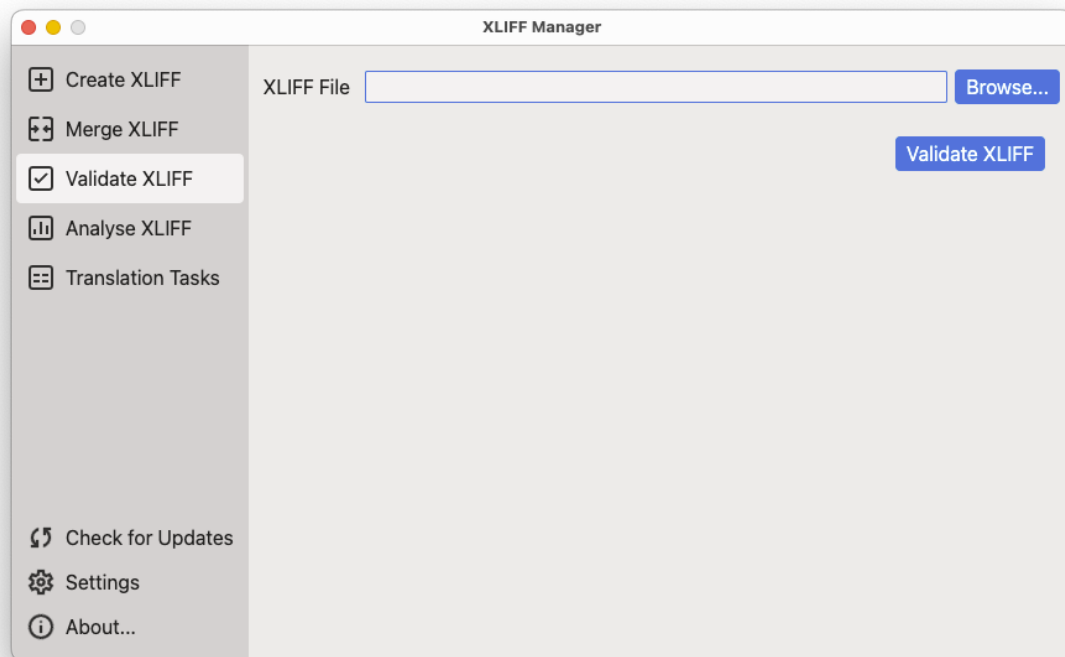 XLIFF Manager
Create XLIFF
Merge XLIFF
Validate XLIFF
Analyse XLIFF
Translation Tasks
Check for Updates
Settings
About...
XLIFF File
Browse...
Validate XLIFF